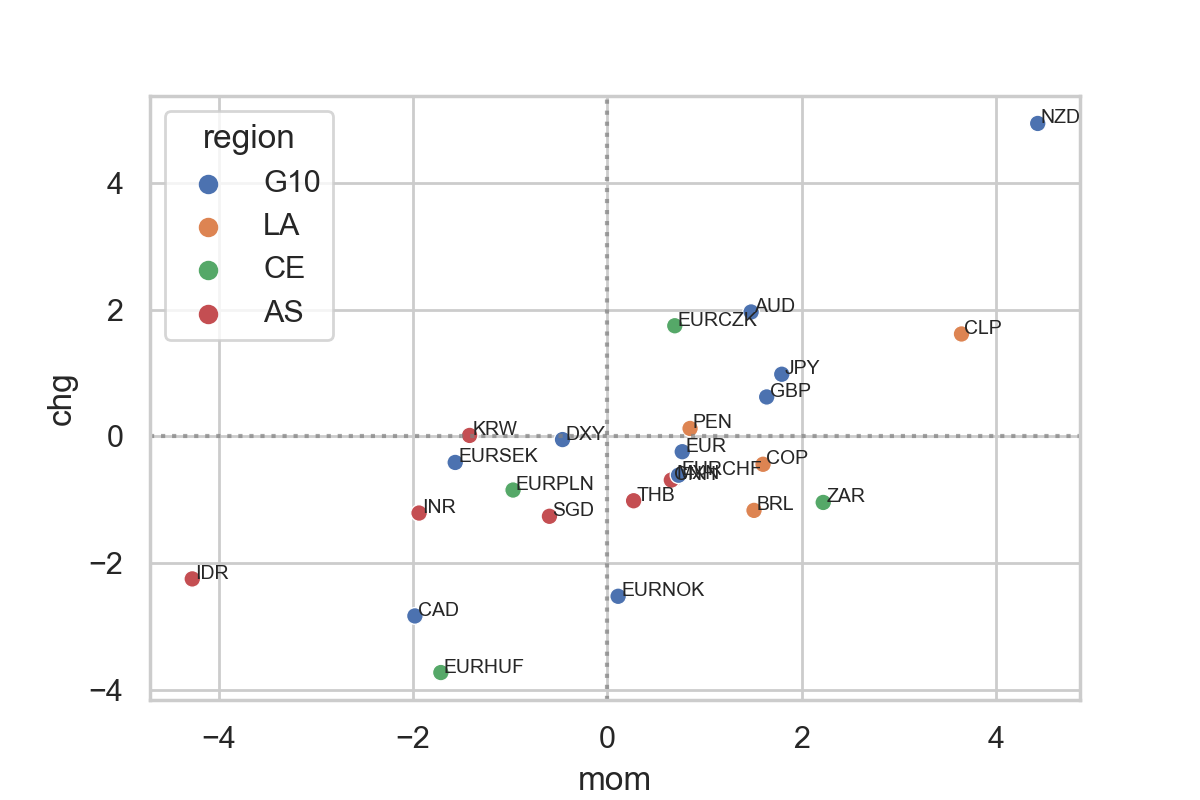 NZD
region
G10
LA
CE
AS
4
2
0
−2
−4
AUD
EURCZK
CLP
JPY
GBP
PEN
KRW
DXY
EUR
EURSEK
COP
EURCHF
EURPLN
THB
ZAR
BRL
INR
SGD
IDR
EURNOK
CAD
EURHUF
−4
−2
0
2
4
mom
chg